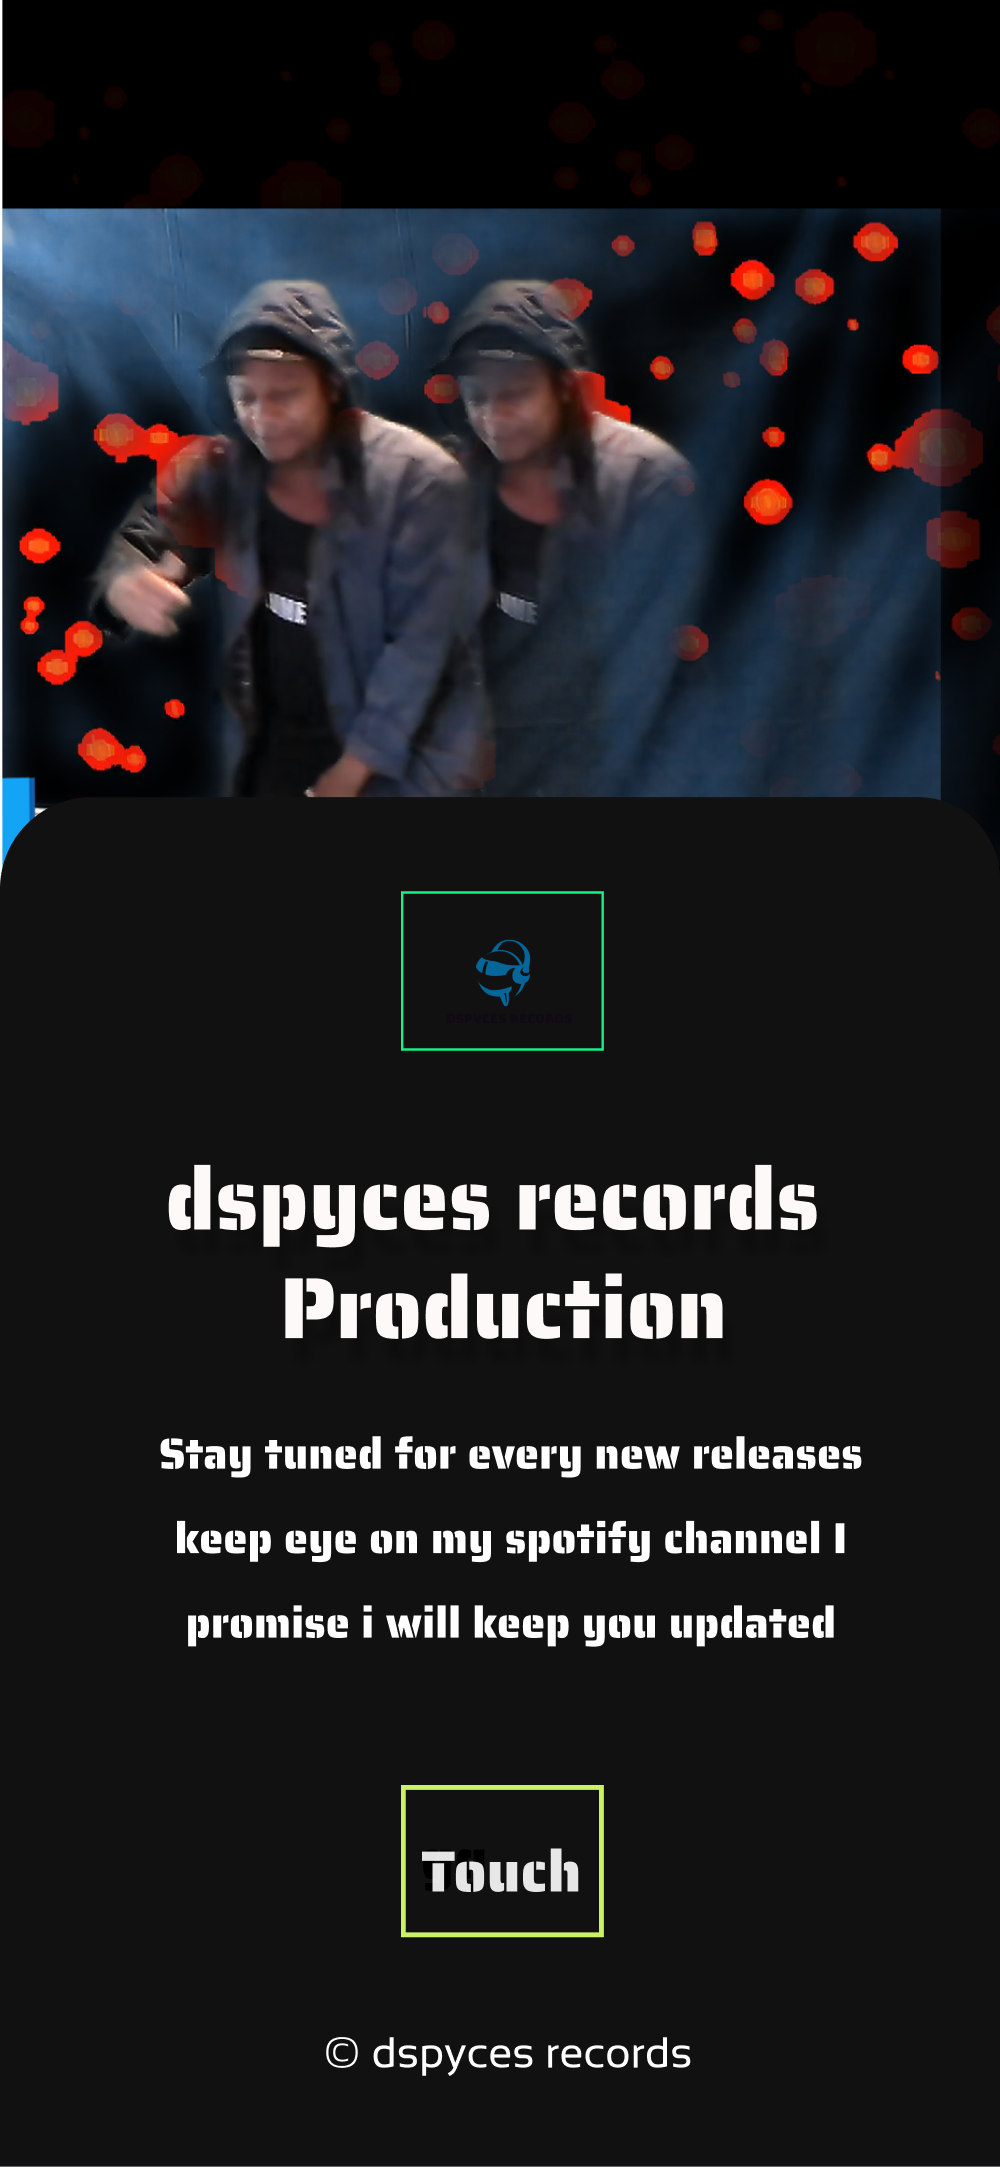 DSPYCES RECORDS
dspyces records
Production
Stay tuned for every new releases
keep eye on my spotify channel I
promise i will keep you updated
Touch
© dspyces records